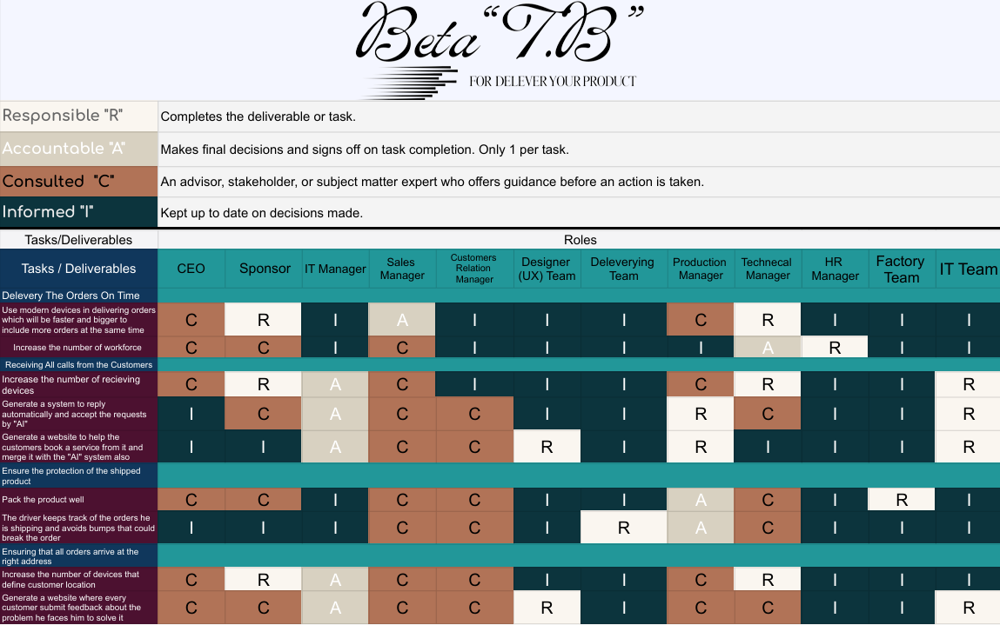 Beta “T.B”
FOR DELEVER YOUR PRODUCT
Responsible "R" Completes the deliverable or task.
Accountable "A" Makes final decisions and signs off on task completion. Only 1 per task.
Consulted "C" An advisor, stakeholder, or subject matter expert who offers guidance before an action is taken.
Informed "I" Kept up to date on decisions made.
Tasks/Deliverables Roles
Tasks / Deliverables
CEO
Sponsor
IT Manager
Sales
Manager
Customers
Relation
Manager
Designer
(UX) Team
Deleverying
Team
Production
Manager
Technecal
Manager
HR
Manager
Factory
Team
IT Team
Delevery The Orders On Time
Use modern devices in delivering orders
which will be faster and bigger to
include more orders at the same time
C R I A I I I C R I I I
Increase the number of workforce
C C I C I I I I A R I I
Receiving All calls from the Customers
Increase the number of recieving
devices
C R A C I I I C R I I R
Generate a system to reply
automatically and accept the requests
by "AI"
I C A C C I I R C I I R
Generate a website to help the
customers book a service from it and
merge it with the "AI" system also
I I A C C R I R I I I R
Ensure the protection of the shipped
product
Pack the product well
C C I C C I I A C I R I
The driver keeps track of the orders he
is shipping and avoids bumps that could
break the order
I I I C C I R A C I I I
Ensuring that all orders arrive at the
right address
Increase the number of devices that
define customer location
C R A C C I I C R I I I
Generate a website where every
customer submit feedback about the
problem he faces him to solve it
C C A C C R I C C I I R